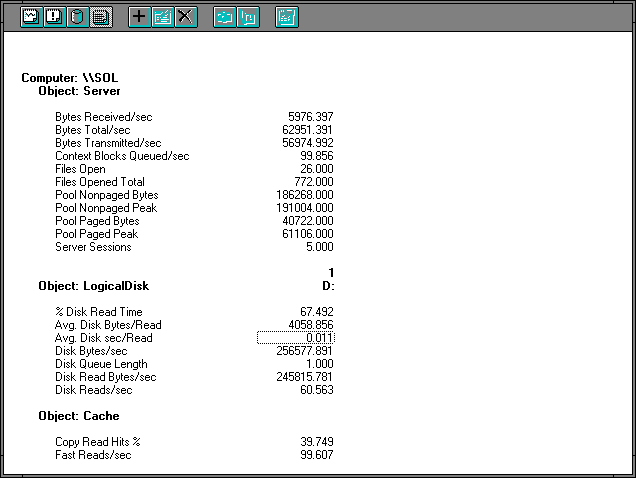 Computer: \\SOL
Object: Server
Bytes Received/sec 5976.397
Bytes Total/sec 62951.391
Bytes Transmitted/sec 56974.992
Context Blocks Queued/sec 99.856
Files Open 26.000
Files Opened Total 772.000
Pool Nonpaged Bytes 186268.000
Pool Nonpaged Peak 191004.000
Pool Paged Bytes 40722.000
Pool Paged Peak 61106.000
Server Sessions 5.000
1
Object: LogicalDisk D:
% Disk Read Time 67.492
Avg. Disk Bytes/Read 4058.856
Avg. Disk sec/Read 0.011
Disk Bytes/sec 256577.891
Disk Queue Length 1.000
Disk Read Bytes/sec 245815.781
Disk Reads/sec 60.563
Object: Cache
Copy Read Hits % 39.749
Fast Reads/sec 99.607